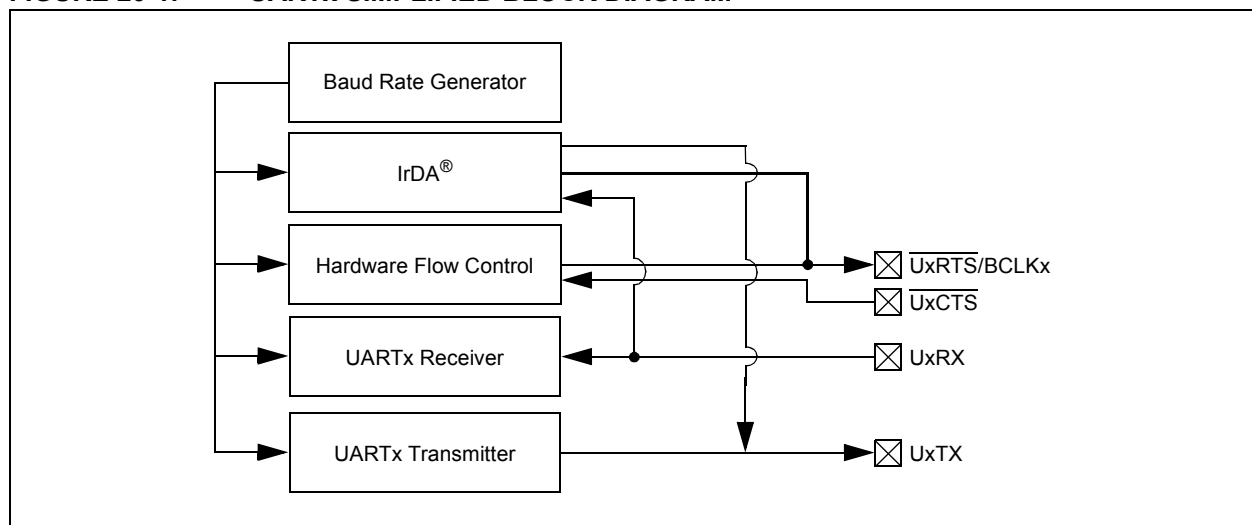 Baud Rate Generator
IrDA®
Hardware Flow Control
UxRTS/BCLKx
UxCTS
UARTx Receiver
UxRX
UARTx Transmitter
UxTX